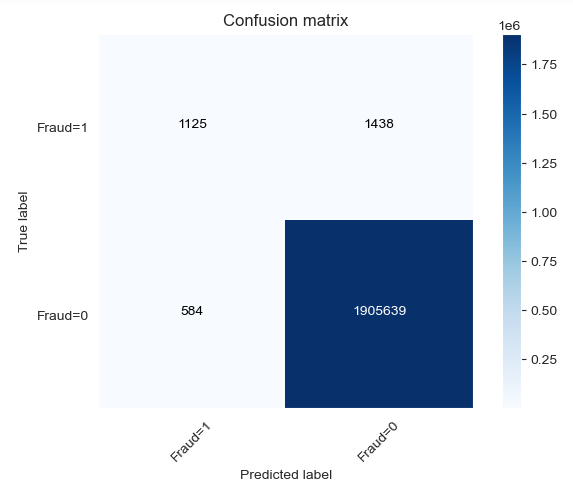 Confusion matrix
1e6
Fraud=1
1125
1438
Fraud=0
584
1905639
True label
Fraud=1
Fraud=0
Predicted label
1.75
1.50
1.25
1.00
0.75
0.50
0.25